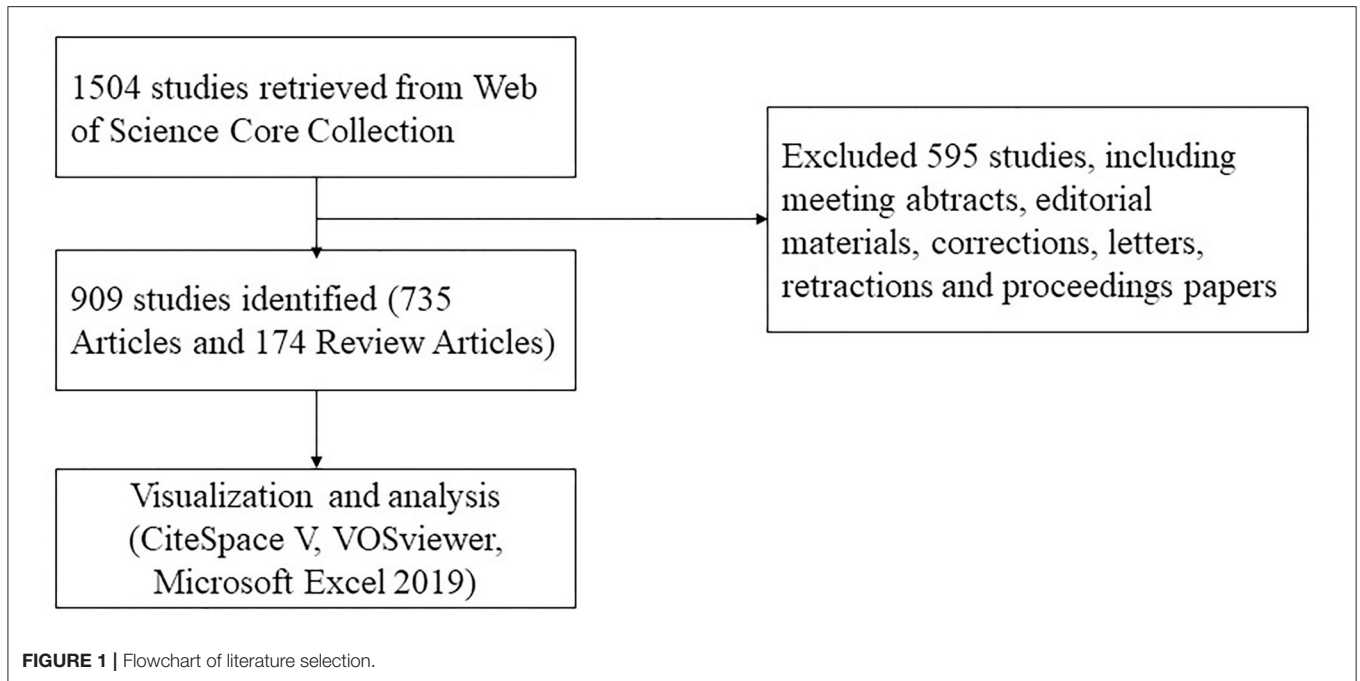 1504 studies retrieved from Web
of Science Core Collection
Excluded 595 studies, including
meeting abtracts, editorial
materials, corrections, letters,
retractions and proceedings papers
909 studies identified (735
Articles and 174 Review Articles)
Visualization and analysis
(CiteSpace V, VOSviewer,
Microsoft Excel 2019)
FIGURE 1 | Flowchart of literature selection.